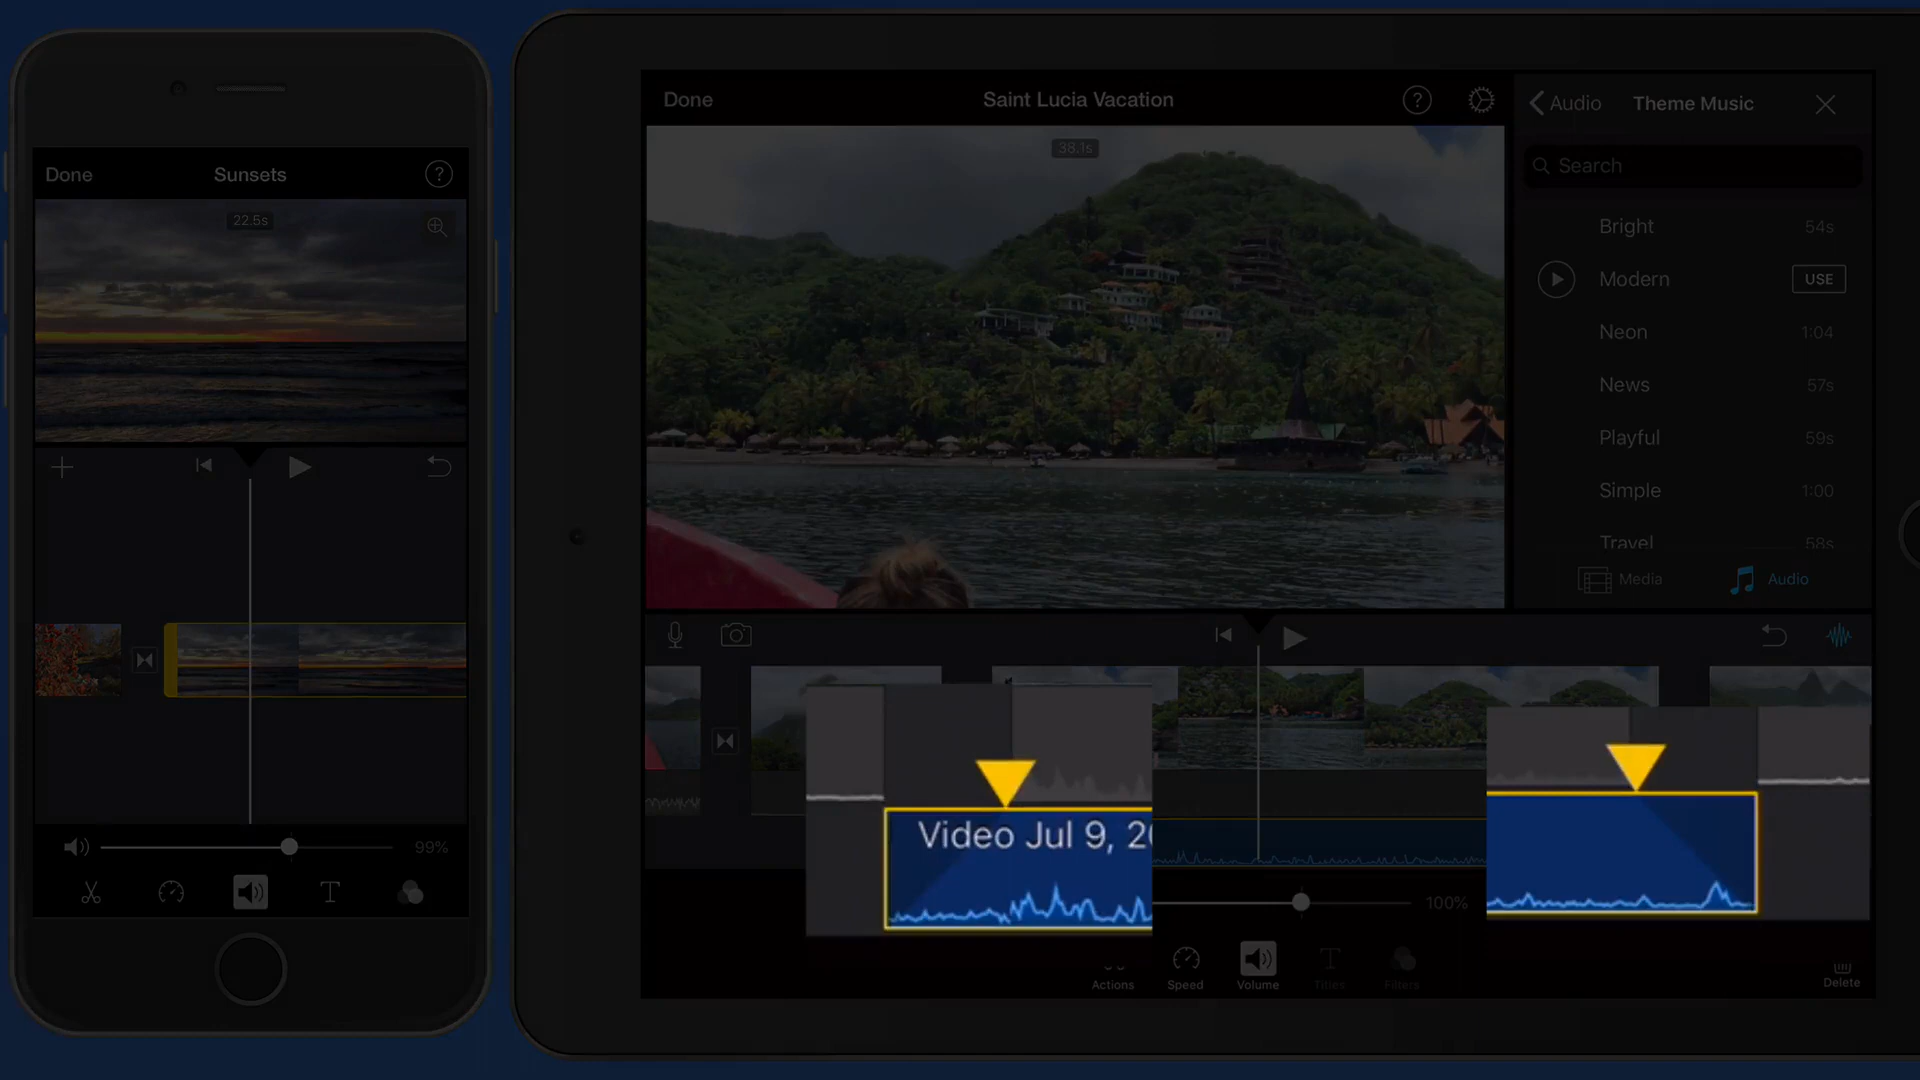 Done
Sunsets
?
22.5s
99%
Done
Saint Lucia Vacation
?
38.1s
Audio
Theme Music
Search
Bright
54s
Modern
USE
Neon
1:04
News
57s
Playful
59s
Simple
1:00
Travel
58s
Media
Audio
Video Jul 9, 20
100%
Actions
Speed
Volume
Titles
Filters
Delete